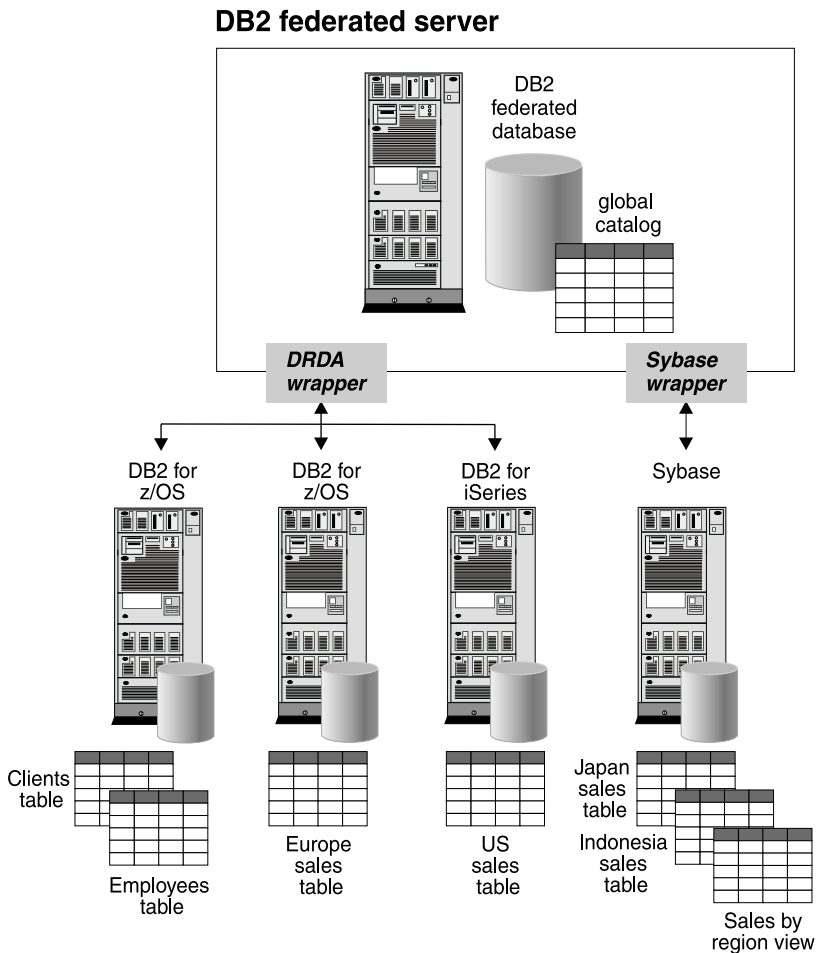 DB2 federated server
DB2
federated
database
global
catalog
DRDA
wrapper
Sybase
wrapper
DB2 for
z/OS
DB2 for
z/OS
DB2 for
iSeries
Sybase
Clients
table
Employees
table
Europe
sales
table
US
sales
table
Japan
sales
table
Indonesia
sales
table
Sales by
region view